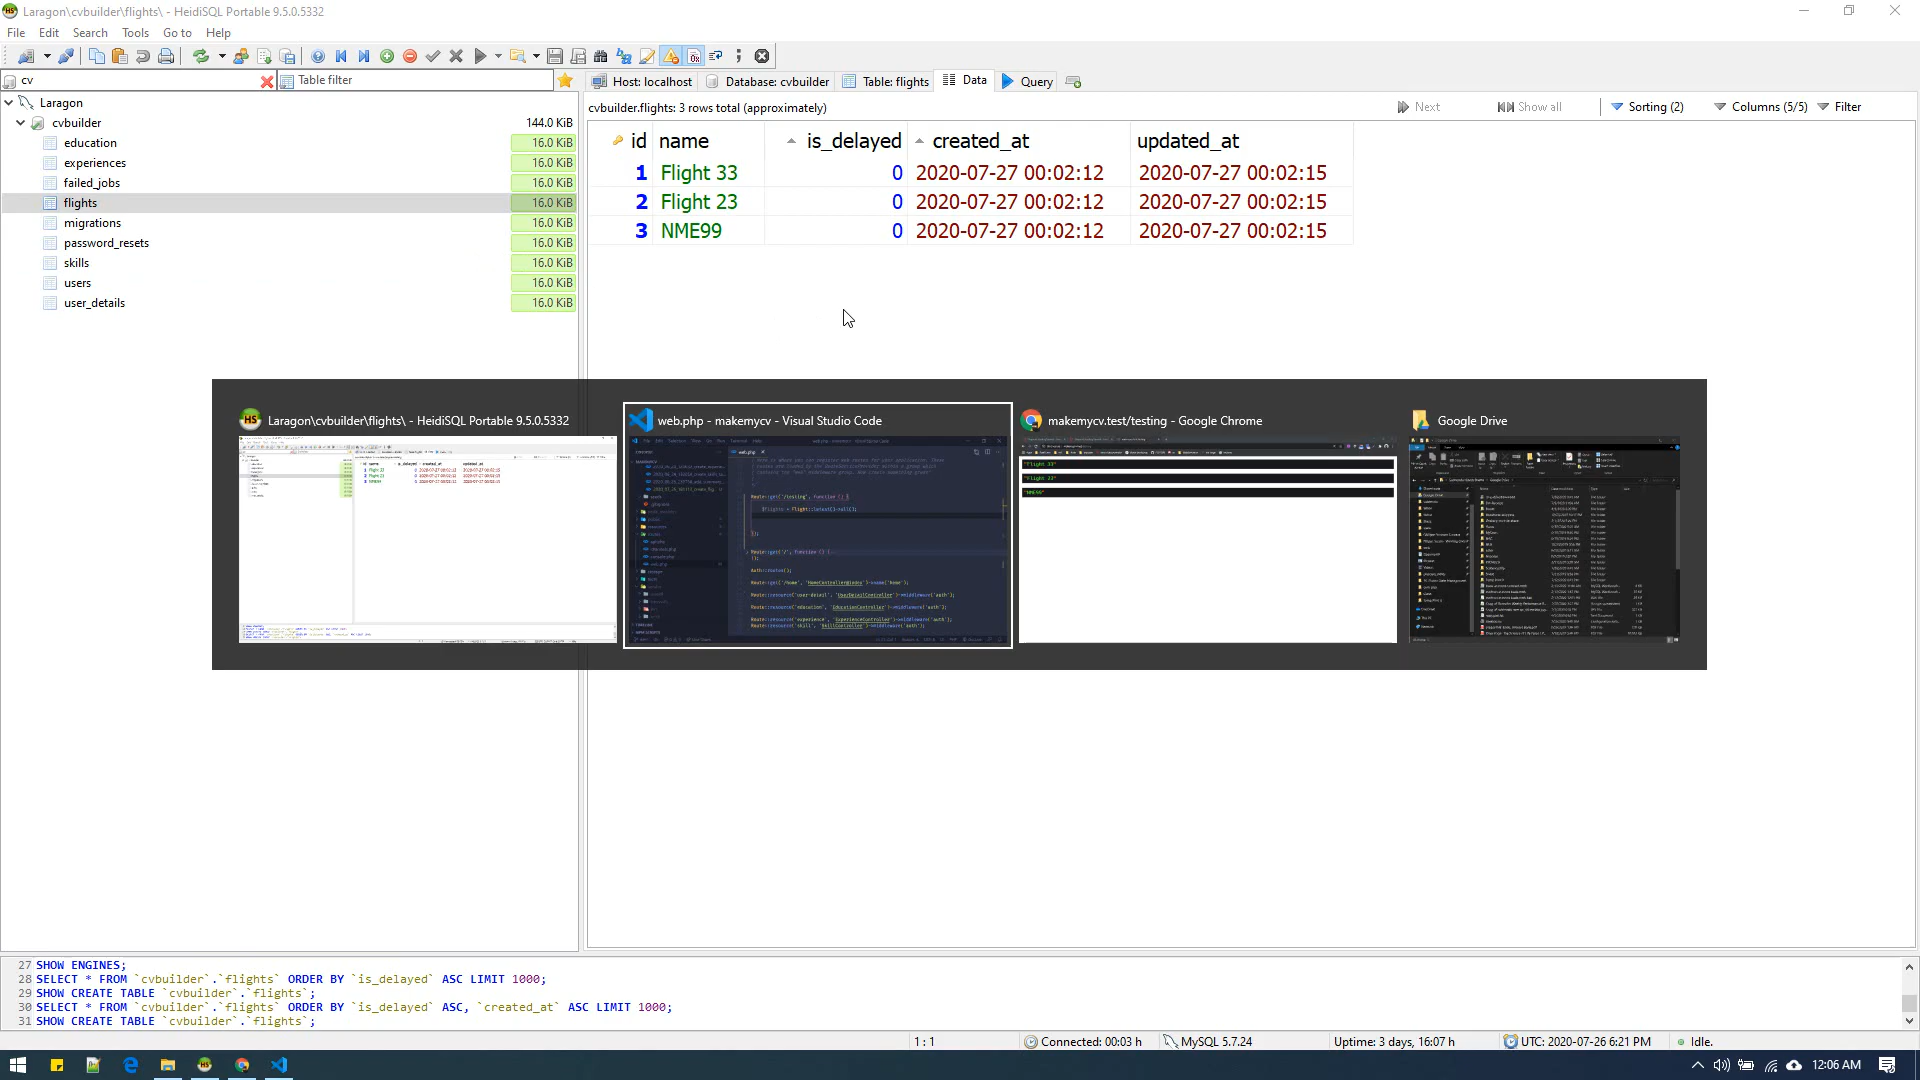 Laragon\cvbuilder\flights\ - HeidiSQL Portable 9.5.0.5332
File Edit Search Tools Go to Help
cv
Table filter
Host: localhost Database: cvbuilder Table: flights Data Query
Laragon
cvbuilder 144.0 KiB
education 16.0 KiB
experiences 16.0 KiB
failed_jobs 16.0 KiB
flights 16.0 KiB
migrations 16.0 KiB
password_resets 16.0 KiB
skills 16.0 KiB
users 16.0 KiB
user_details 16.0 KiB
cvbuilder.flights: 3 rows total (approximately) Next Show all Sorting (2) Columns (5/5) Filter
id name is_delayed created_at updated_at
1 Flight 33 0 2020-07-27 00:02:12 2020-07-27 00:02:15
2 Flight 23 0 2020-07-27 00:02:12 2020-07-27 00:02:15
3 NME99 0 2020-07-27 00:02:12 2020-07-27 00:02:15
HS Laragon\cvbuilder\flights\ - HeidiSQL Portable 9.5.0.5332
web.php - makemycv - Visual Studio Code
makemycv.test/testing - Google Chrome
Google Drive
27 SHOW ENGINES;
28 SELECT * FROM `cvbuilder`.`flights` ORDER BY `is_delayed` ASC LIMIT 1000;
29 SHOW CREATE TABLE `cvbuilder`.`flights`;
30 SELECT * FROM `cvbuilder`.`flights` ORDER BY `is_delayed` ASC, `created_at` ASC LIMIT 1000;
31 SHOW CREATE TABLE `cvbuilder`.`flights`;
1 : 1 Connected: 00:03 h MySQL 5.7.24 Uptime: 3 days, 16:07 h UTC: 2020-07-26 6:21 PM Idle.
12:06 AM